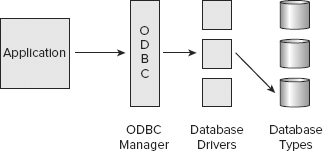 Application
O
D
B
C
ODBC
Manager
Database
Drivers
Database
Types